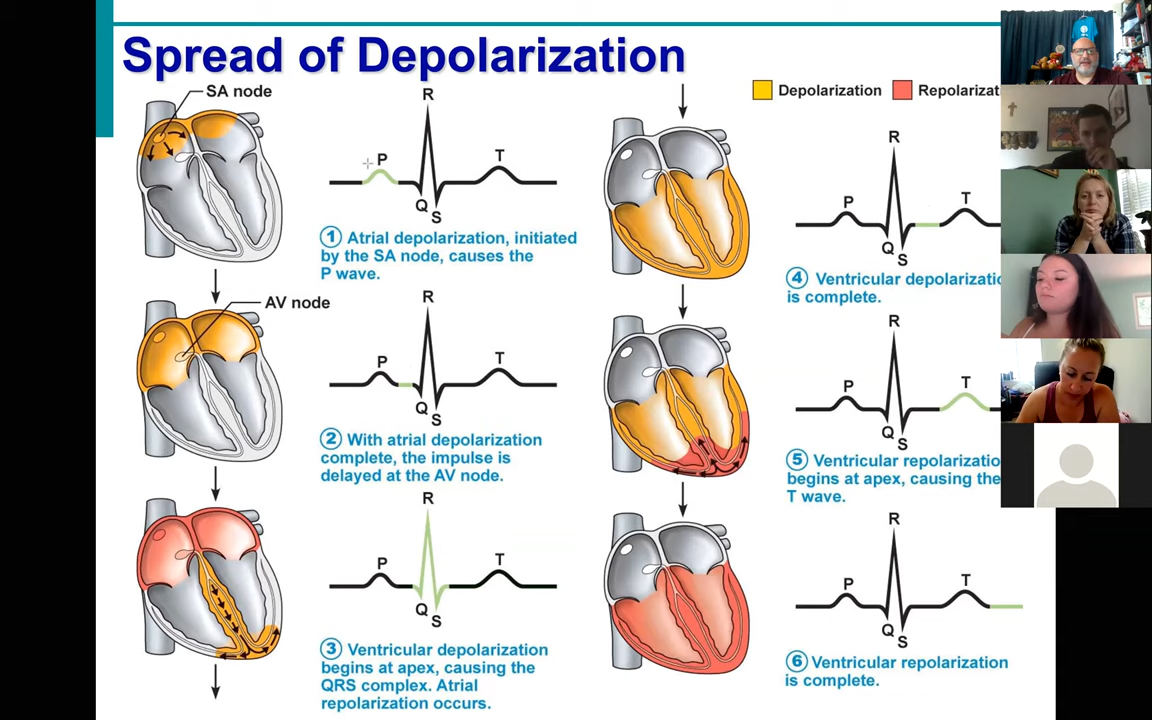 Spread of Depolarization
SA node
P
R
Q
S
T
① Atrial depolarization, initiated
by the SA node, causes the
P wave.
AV node
P
R
Q
S
T
② With atrial depolarization
complete, the impulse is
delayed at the AV node.
P
R
Q
S
T
③ Ventricular depolarization
begins at apex, causing the
QRS complex. Atrial
repolarization occurs.
Depolarization
Repolarizat
P
R
Q
S
T
④ Ventricular depolarizatio
is complete.
P
R
Q
S
T
⑤ Ventricular repolarizatio
begins at apex, causing the
T wave.
P
R
Q
S
T
⑥ Ventricular repolarization
is complete.